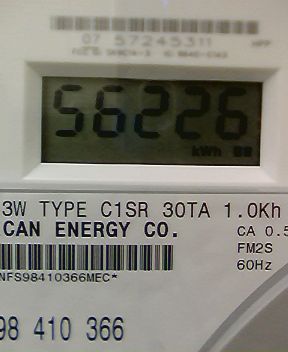 07 57245311
56226
kWh
3W TYPE C1SR 30TA 1.0Kh
CAN ENERGY CO.
CA 0.5
FM2S
60Hz
NFS98410366MEC*
98 410 366